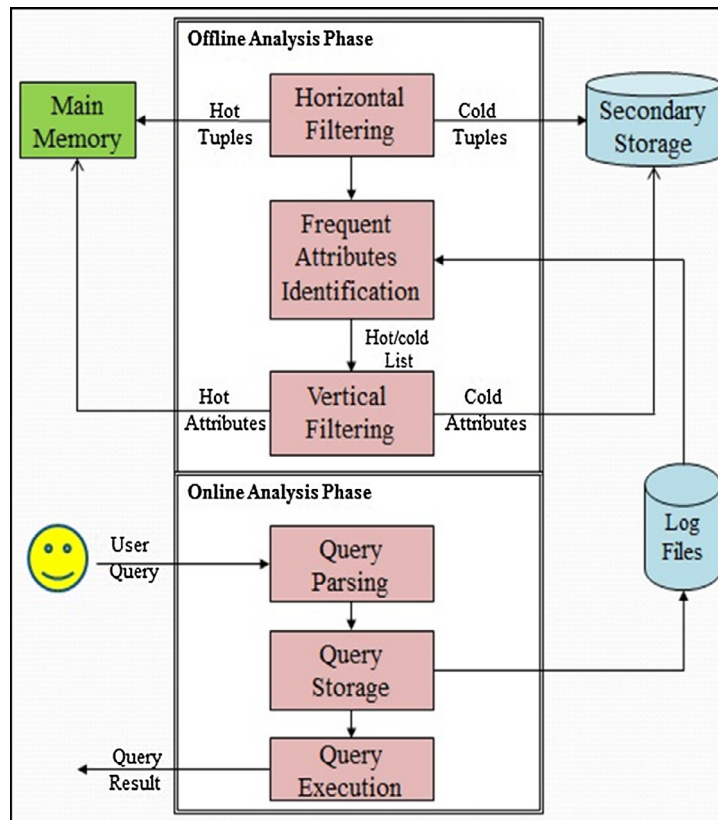 Offline Analysis Phase
Main
Memory
Hot
Tuples
Horizontal
Filtering
Cold
Tuples
Secondary
Storage
Frequent
Attributes
Identification
Hot/cold
List
Hot
Attributes
Vertical
Filtering
Cold
Attributes
Online Analysis Phase
Log
Files
User
Query
Query
Parsing
Query
Storage
Query
Result
Query
Execution